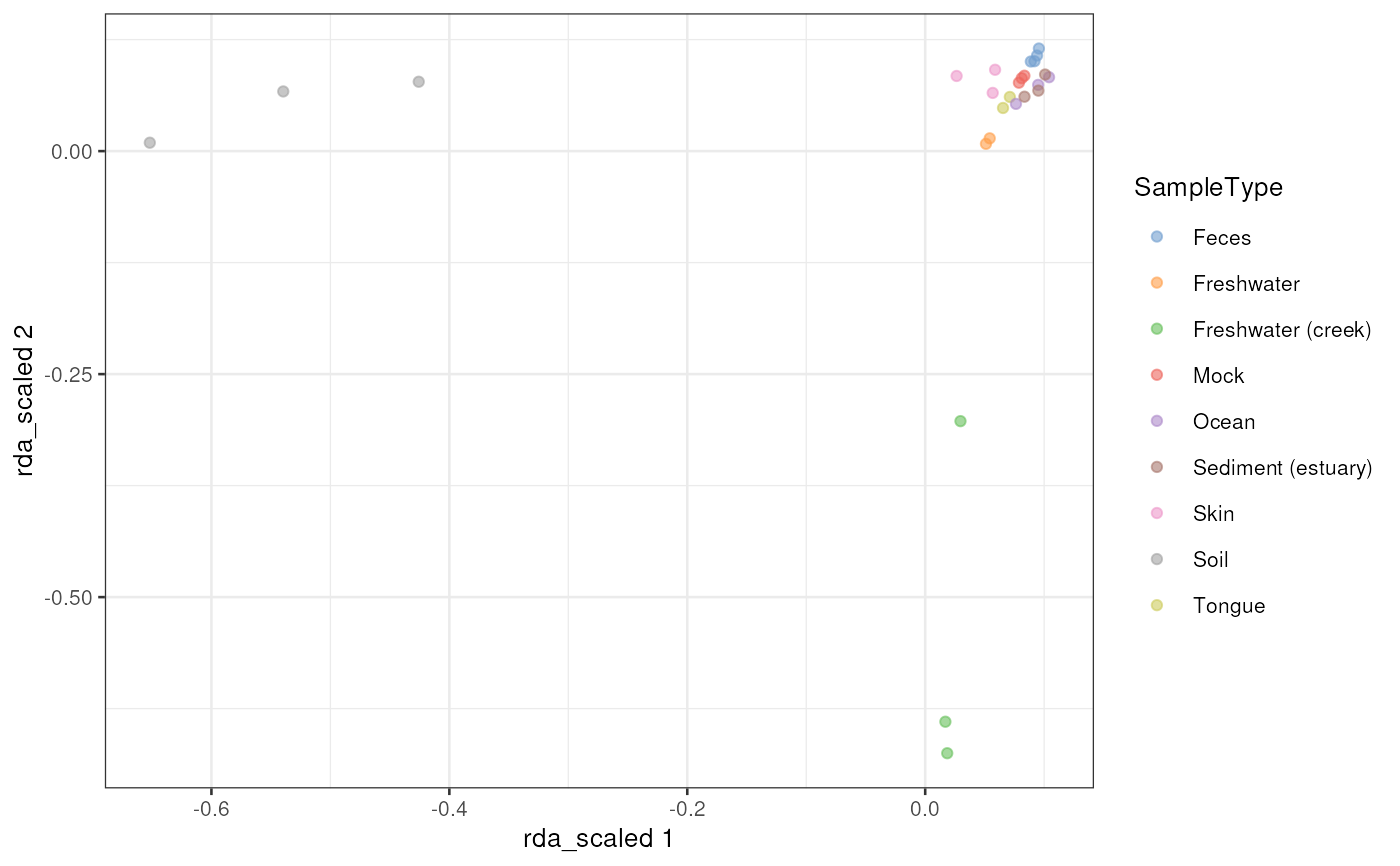 0.00
-0.25
-0.50
rda_scaled 2
-0.6
-0.4
-0.2
0.0
rda_scaled 1
SampleType
Feces
Freshwater
Freshwater (creek)
Mock
Ocean
Sediment (estuary)
Skin
Soil
Tongue